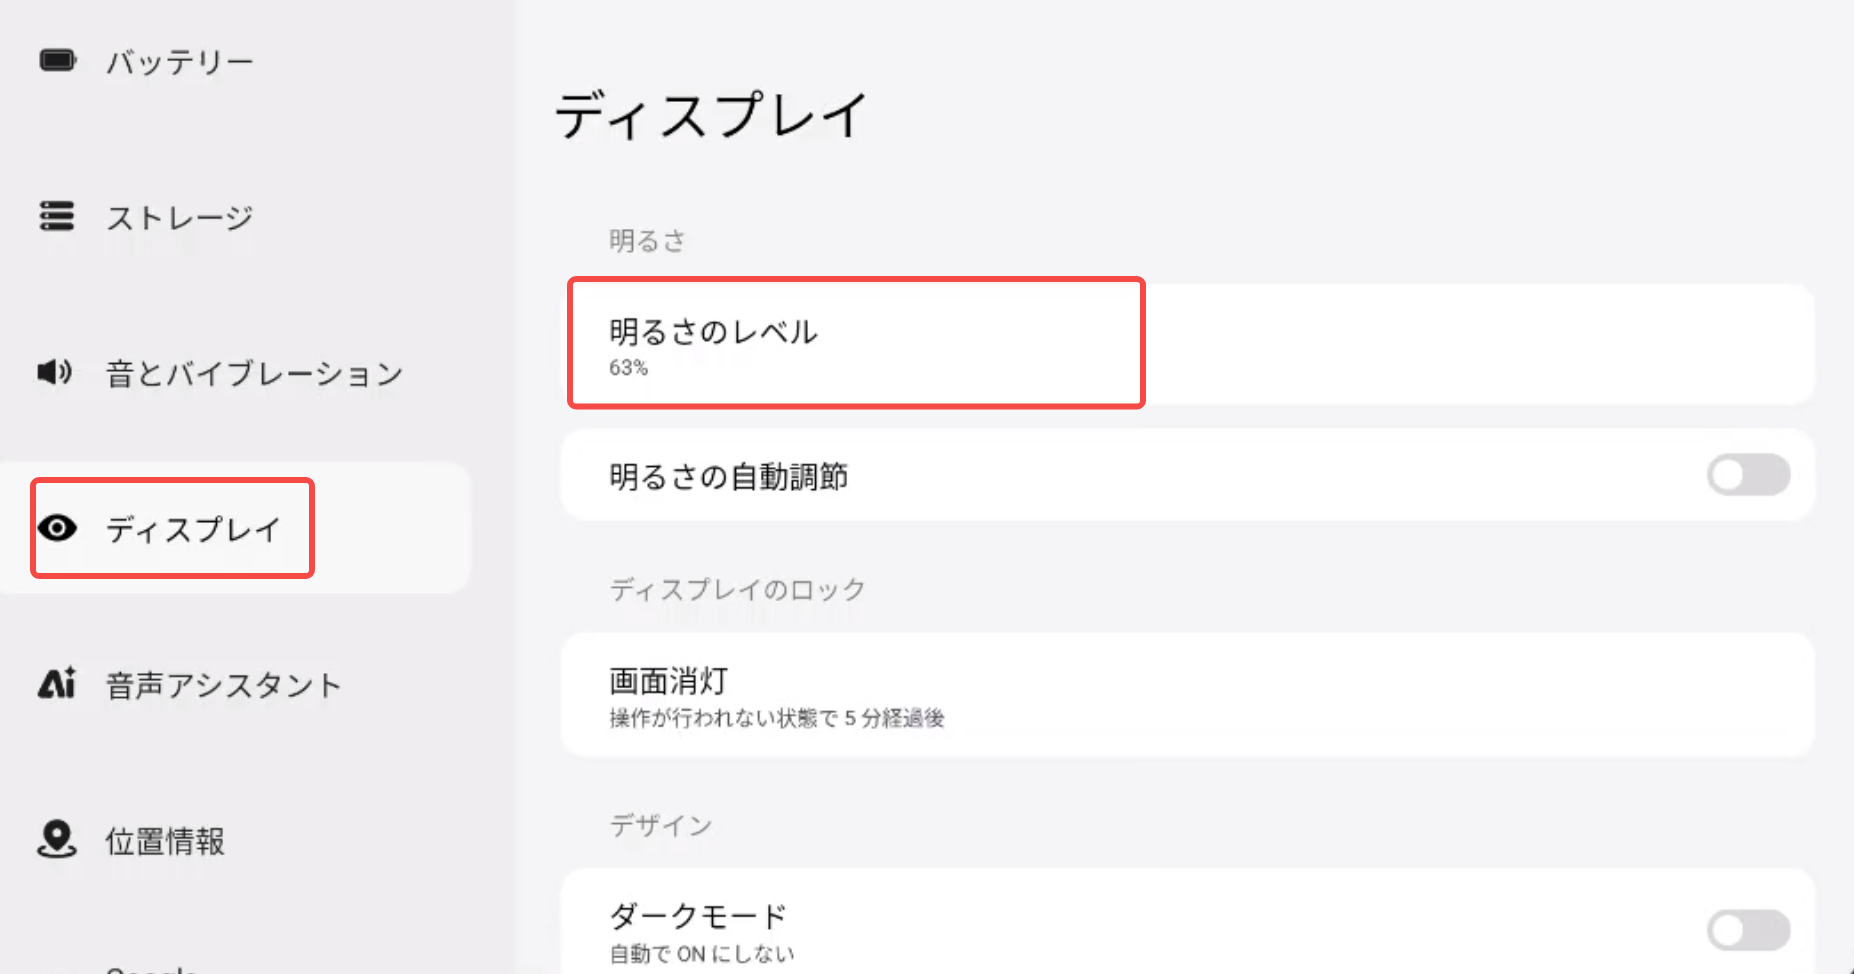 バッテリー
ストレージ
音とバイブレーション
ディスプレイ
音声アシスタント
位置情報
ディスプレイ
明るさ
明るさのレベル
63%
明るさの自動調節
ディスプレイのロック
画面消灯
操作が行われない状態で 5 分経過後
デザイン
ダークモード
自動で ON にしない